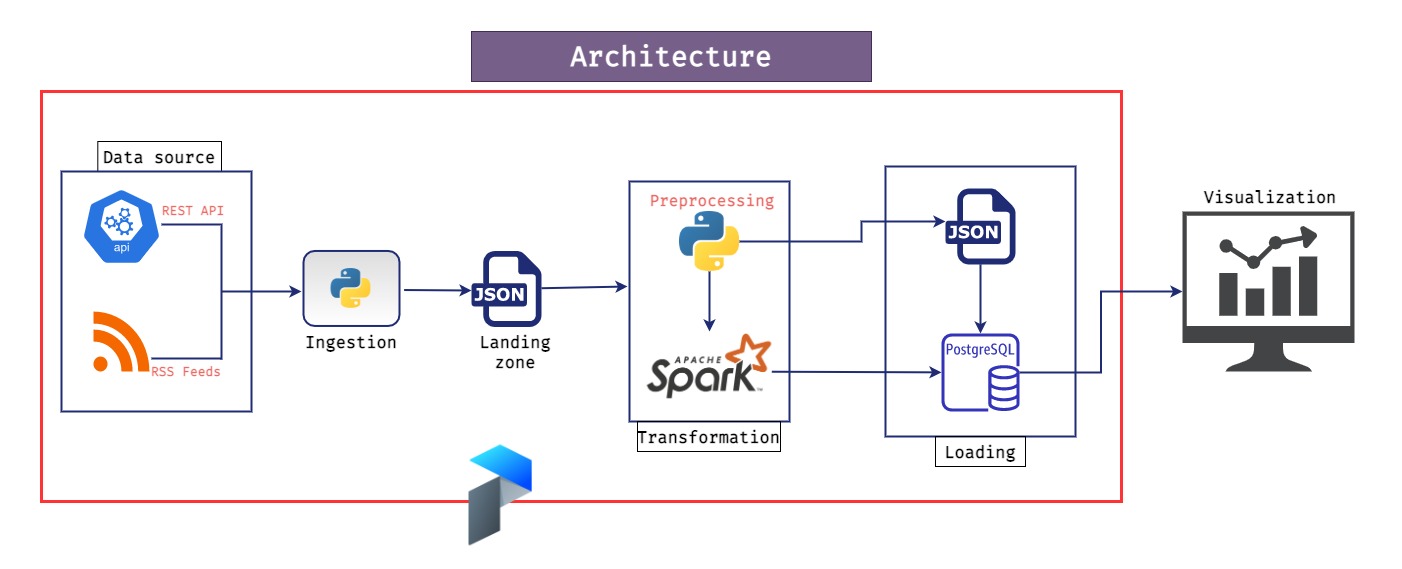 Architecture
Data source
REST API
api
RSS Feeds
Ingestion
JSON
Landing
zone
Preprocessing
APACHE
Spark™
Transformation
JSON
PostgreSQL
Loading
Visualization